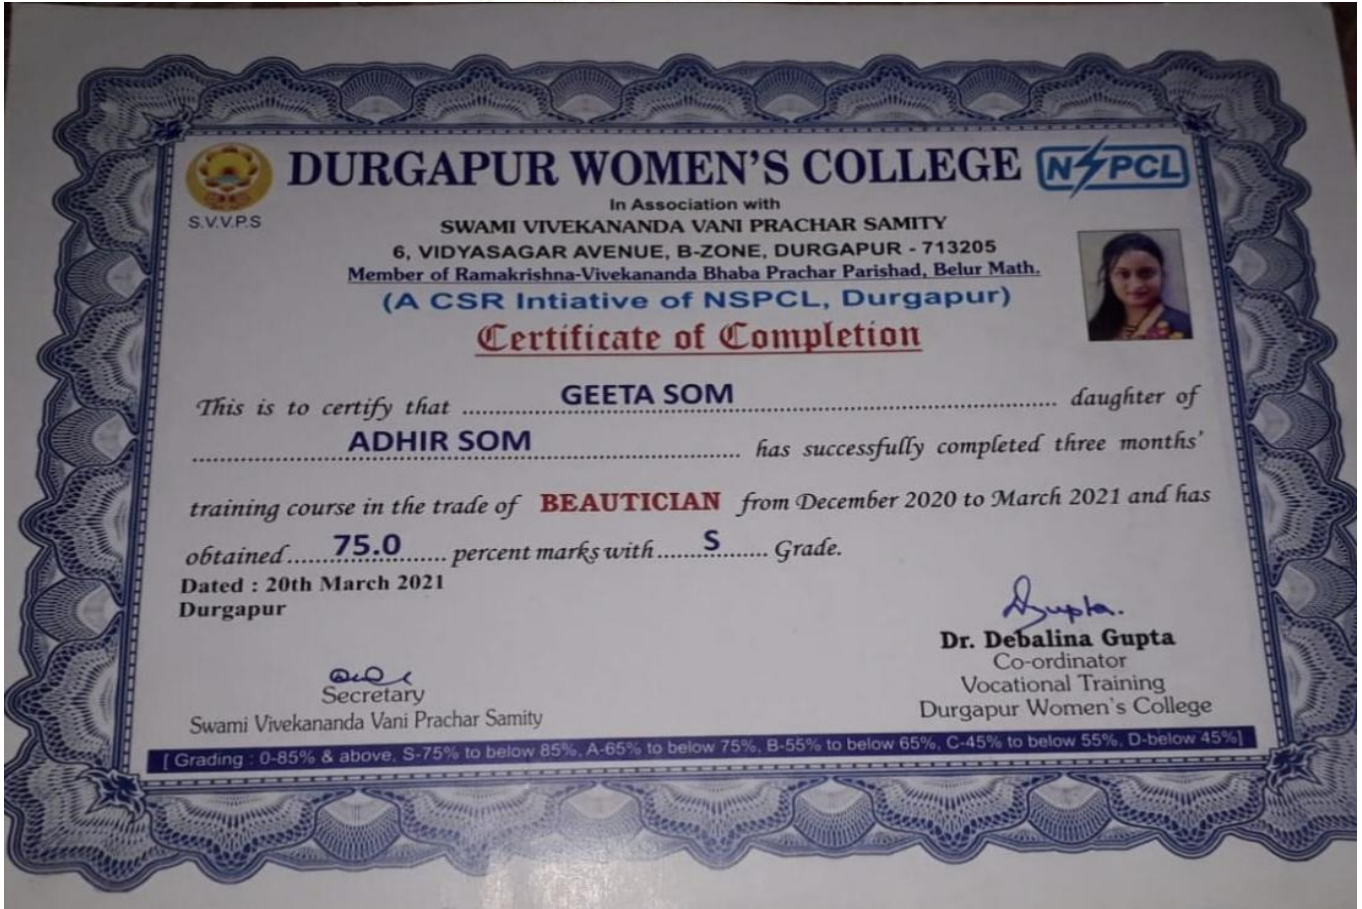 DURGAPUR WOMEN'S COLLEGE
NSPCL
S.V.V.P.S
In Association with
SWAMI VIVEKANANDA VANI PRACHAR SAMITY
6, VIDYASAGAR AVENUE, B-ZONE, DURGAPUR - 713205
Member of Ramakrishna-Vivekananda Bhaba Prachar Parishad, Belur Math.
(A CSR Intiative of NSPCL, Durgapur)
Certificate of Completion
This is to certify that .......... GEETA SOM .......... daughter of
.......... ADHIR SOM .......... has successfully completed three months'
training course in the trade of BEAUTICIAN from December 2020 to March 2021 and has
obtained ...... 75.0 ...... percent marks with ...... S ...... Grade.
Dated : 20th March 2021
Durgapur
Gupta.
Dr. Debalina Gupta
Co-ordinator
Vocational Training
Durgapur Women's College
Secretary
Swami Vivekananda Vani Prachar Samity
[ Grading : 0-85% & above, S-75% to below 85%, A-65% to below 75%, B-55% to below 65%, C-45% to below 55%, D-below 45%]